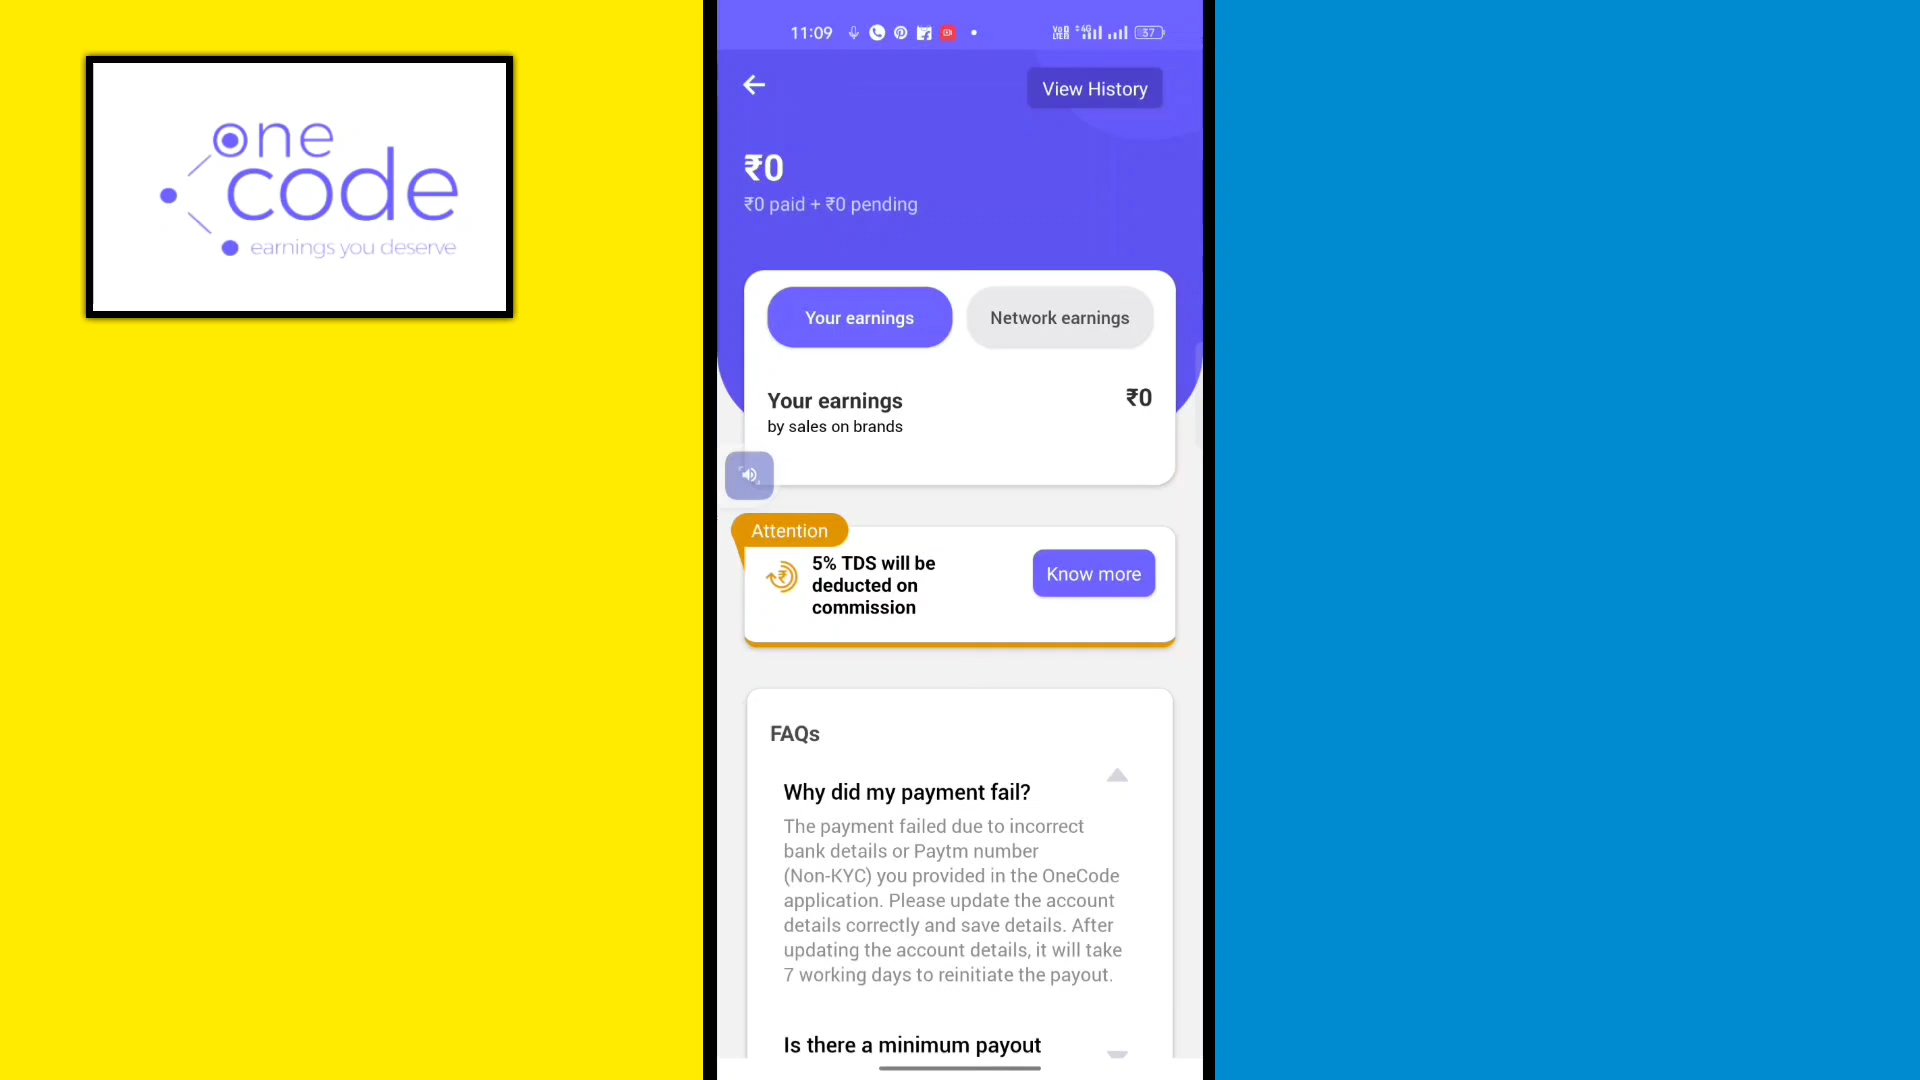 one
code
earnings you deserve
11:09
VoD
LTE
4G
37
View History
₹0
₹0 paid + ₹0 pending
Your earnings
Network earnings
Your earnings
₹0
by sales on brands
Attention
5% TDS will be
deducted on
commission
Know more
FAQs
Why did my payment fail?
The payment failed due to incorrect
bank details or Paytm number
(Non-KYC) you provided in the OneCode
application. Please update the account
details correctly and save details. After
updating the account details, it will take
7 working days to reinitiate the payout.
Is there a minimum payout